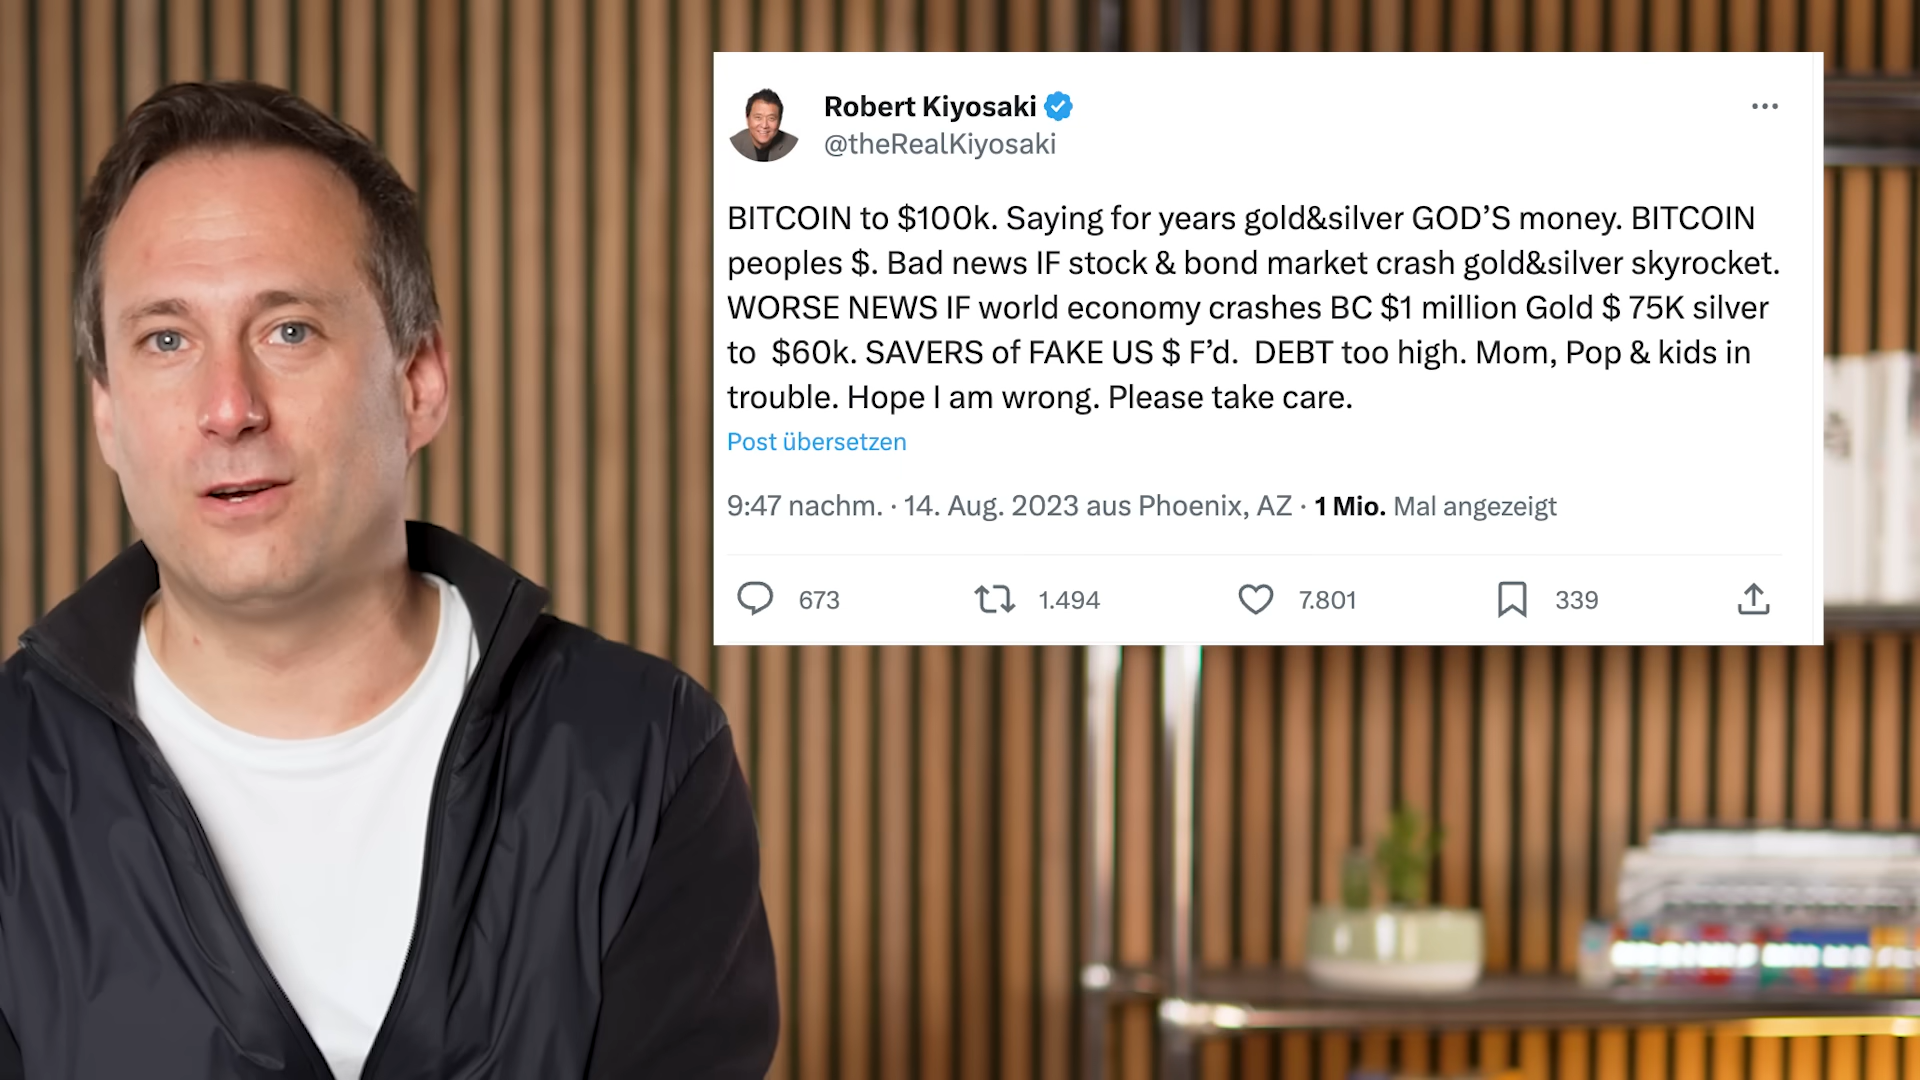 Robert Kiyosaki
@theRealKiyosaki
BITCOIN to $100k. Saying for years gold&silver GOD’S money. BITCOIN
peoples $. Bad news IF stock & bond market crash gold&silver skyrocket.
WORSE NEWS IF world economy crashes BC $1 million Gold $ 75K silver
to  $60k. SAVERS of FAKE US $ F’d.  DEBT too high. Mom, Pop & kids in
trouble. Hope I am wrong. Please take care.
Post übersetzen
9:47 nachm. · 14. Aug. 2023 aus Phoenix, AZ · 1 Mio. Mal angezeigt
673 1.494 7.801 339